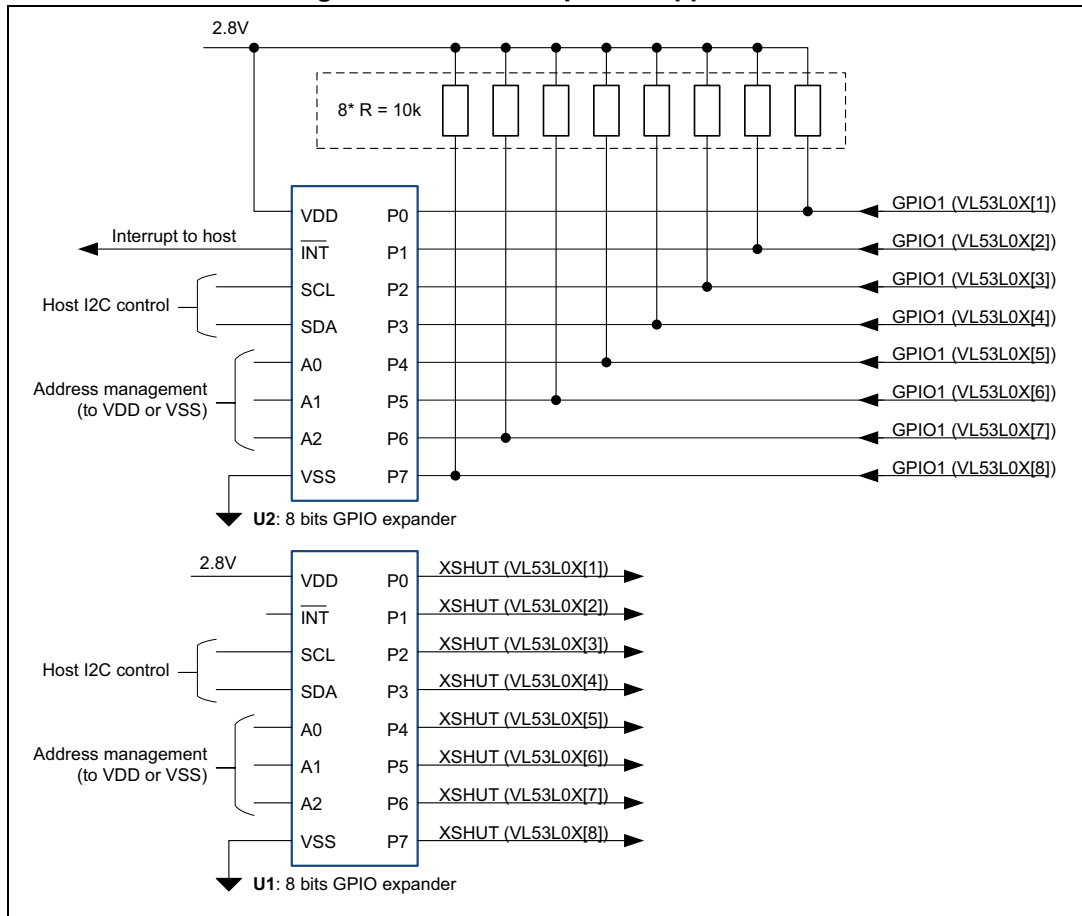 2.8V
8* R = 10k
VDD P0 GPIO1 (VL53L0X[1])
Interrupt to host INT P1 GPIO1 (VL53L0X[2])
SCL P2 GPIO1 (VL53L0X[3])
Host I2C control
SDA P3 GPIO1 (VL53L0X[4])
A0 P4 GPIO1 (VL53L0X[5])
Address management
(to VDD or VSS)
A1 P5 GPIO1 (VL53L0X[6])
A2 P6 GPIO1 (VL53L0X[7])
VSS P7 GPIO1 (VL53L0X[8])
U2: 8 bits GPIO expander
2.8V
VDD P0 XSHUT (VL53L0X[1])
INT P1 XSHUT (VL53L0X[2])
SCL P2 XSHUT (VL53L0X[3])
Host I2C control
SDA P3 XSHUT (VL53L0X[4])
A0 P4 XSHUT (VL53L0X[5])
Address management
(to VDD or VSS)
A1 P5 XSHUT (VL53L0X[6])
A2 P6 XSHUT (VL53L0X[7])
VSS P7 XSHUT (VL53L0X[8])
U1: 8 bits GPIO expander